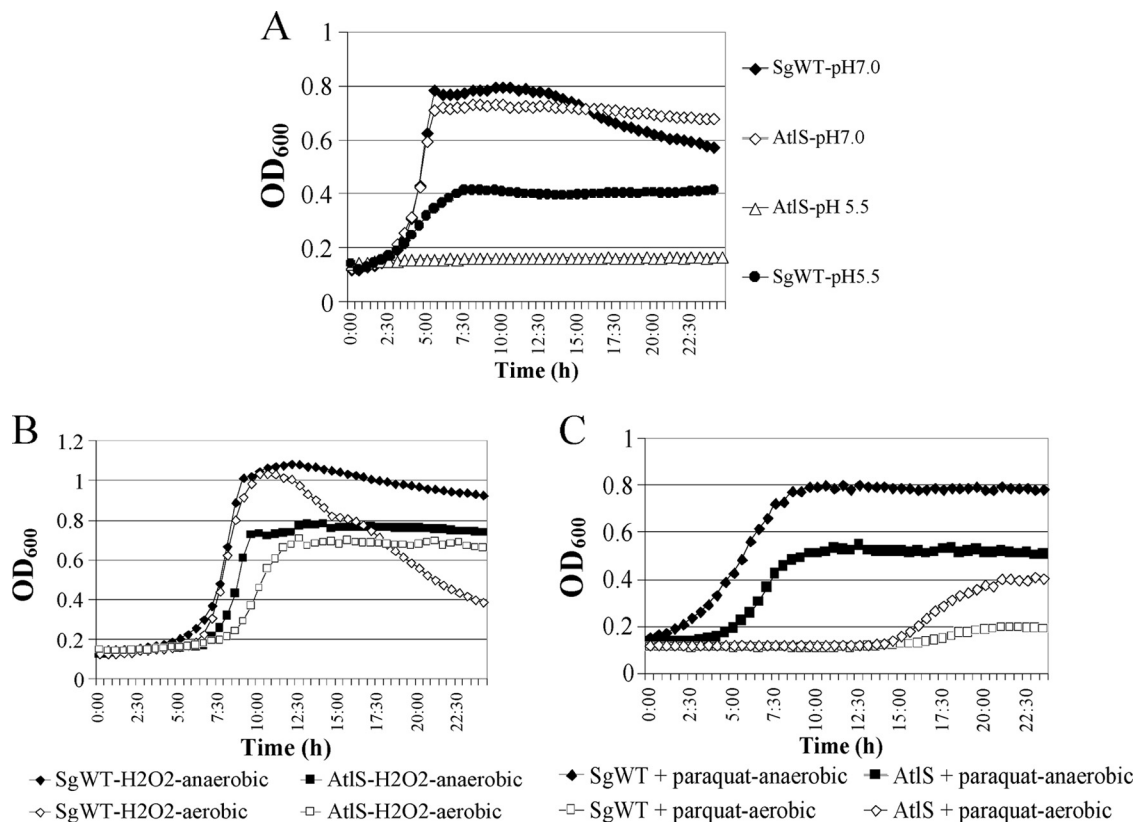 A
1
0.8
0.6
0.4
0.2
0
OD600
0:00 2:30 5:00 7:30 10:00 12:30 15:00 17:30 20:00 22:30
Time (h)
SgWT-pH7.0
AtlS-pH7.0
AtlS-pH 5.5
SgWT-pH5.5
B
1.2
1
0.8
0.6
0.4
0.2
0
OD600
0:00 2:30 5:00 7:30 10:00 12:30 15:00 17:30 20:00 22:30
Time (h)
SgWT-H2O2-anaerobic AtlS-H2O2-anaerobic
SgWT-H2O2-aerobic AtlS-H2O2-aerobic
C
1
0.8
0.6
0.4
0.2
0
OD600
0:00 2:30 5:00 7:30 10:00 12:30 15:00 17:30 20:00 22:30
Time (h)
SgWT + paraquat-anaerobic AtlS + paraquat-anaerobic
SgWT + parquat-aerobic AtlS + paraquat-aerobic